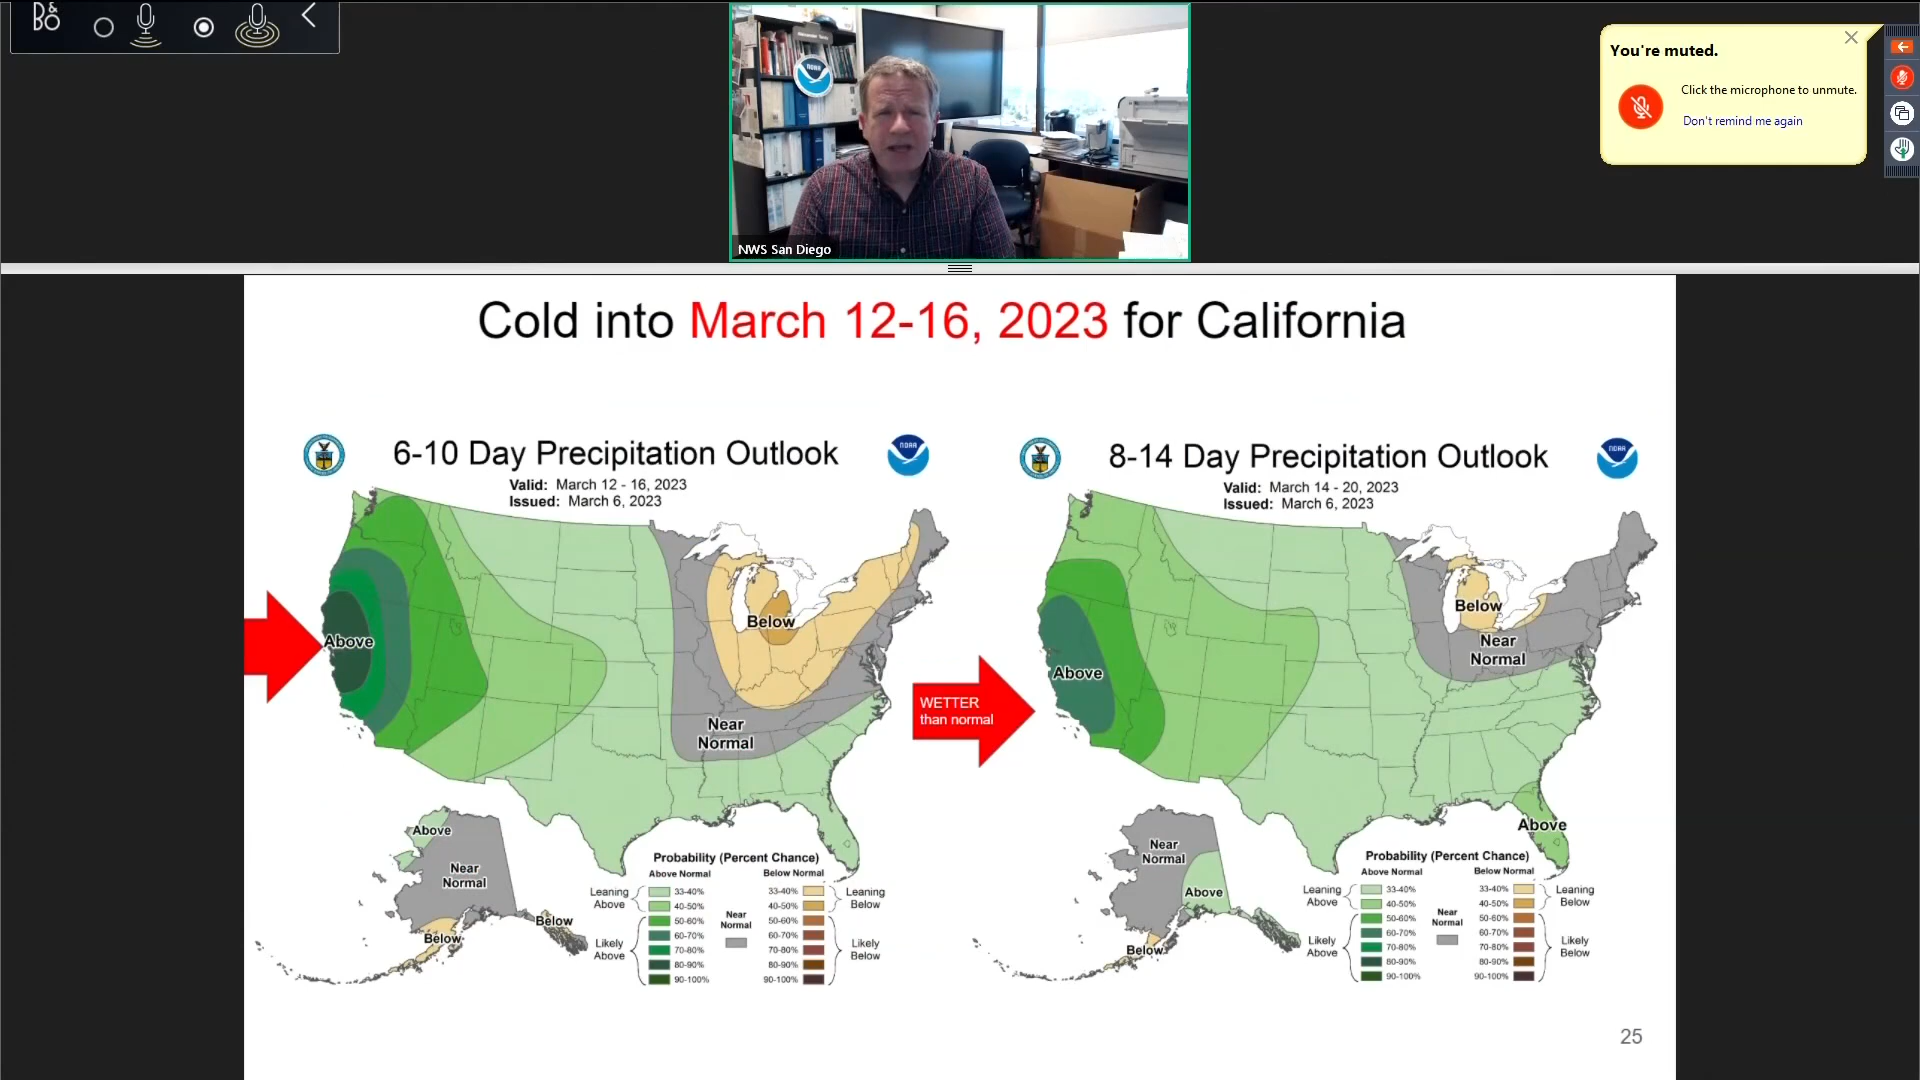 B&O
You're muted.
Click the microphone to unmute.
Don't remind me again
NOAA
NWS San Diego
Cold into March 12-16, 2023 for California
6-10 Day Precipitation Outlook
NOAA
Valid: March 12 - 16, 2023
Issued: March 6, 2023
Above
Below
Near
Normal
Above
Near
Normal
Below
Below
Probability (Percent Chance)
Above Normal
Below Normal
Leaning
Above
33-40%
40-50%
50-60%
60-70%
70-80%
80-90%
90-100%
Likely
Above
Near
Normal
33-40%
40-50%
50-60%
60-70%
70-80%
80-90%
90-100%
Leaning
Below
Likely
Below
WETTER
than normal
8-14 Day Precipitation Outlook
NOAA
Valid: March 14 - 20, 2023
Issued: March 6, 2023
Above
Below
Near
Normal
Above
Near
Normal
Above
Below
Probability (Percent Chance)
Above Normal
Below Normal
Leaning
Above
33-40%
40-50%
50-60%
60-70%
70-80%
80-90%
90-100%
Likely
Above
Near
Normal
33-40%
40-50%
50-60%
60-70%
70-80%
80-90%
90-100%
Leaning
Below
Likely
Below
25